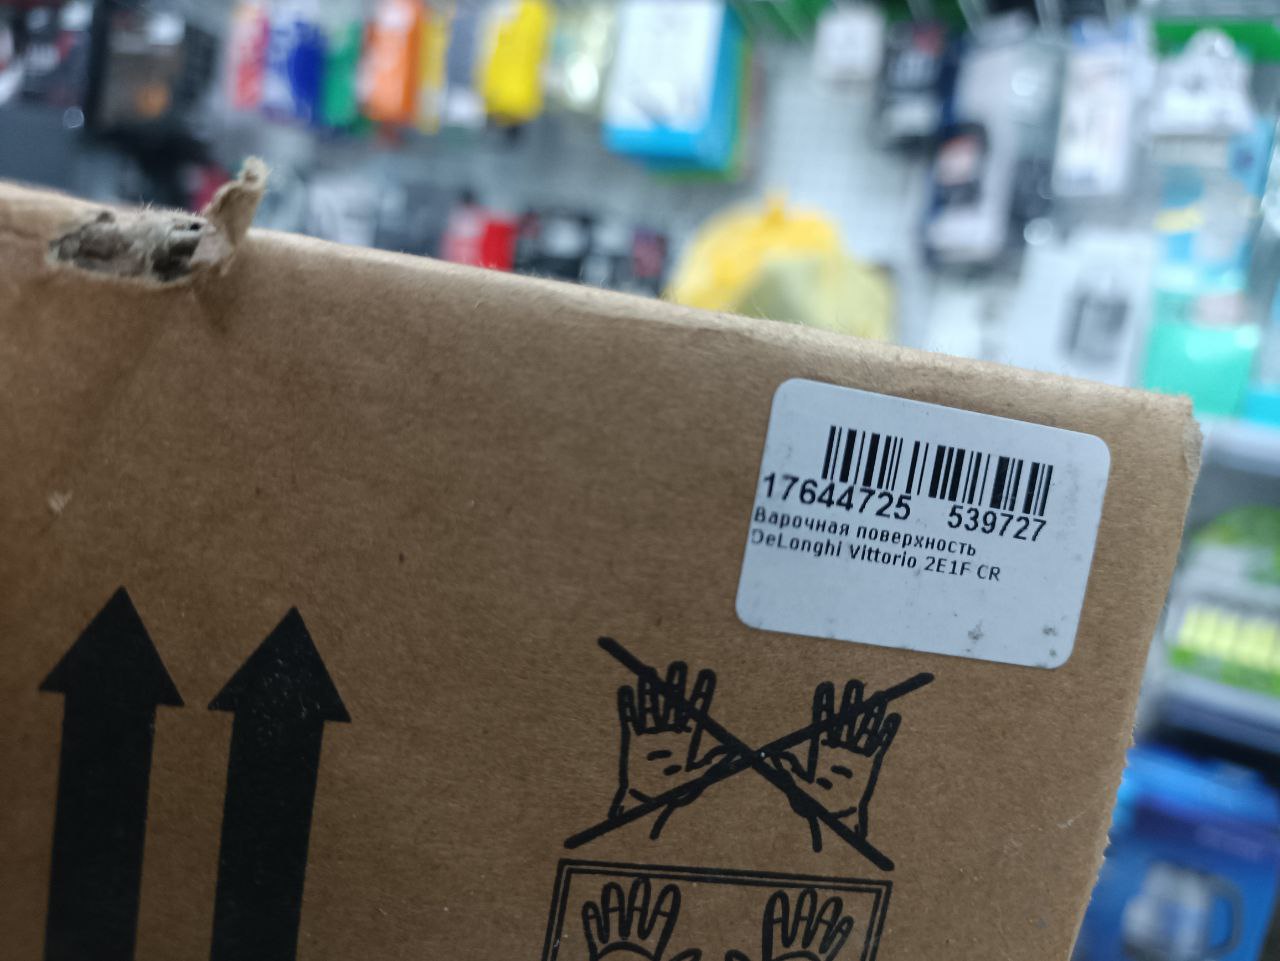 17644725 539727
Варочная поверхность
DeLonghi Vittorio 2E1F CR